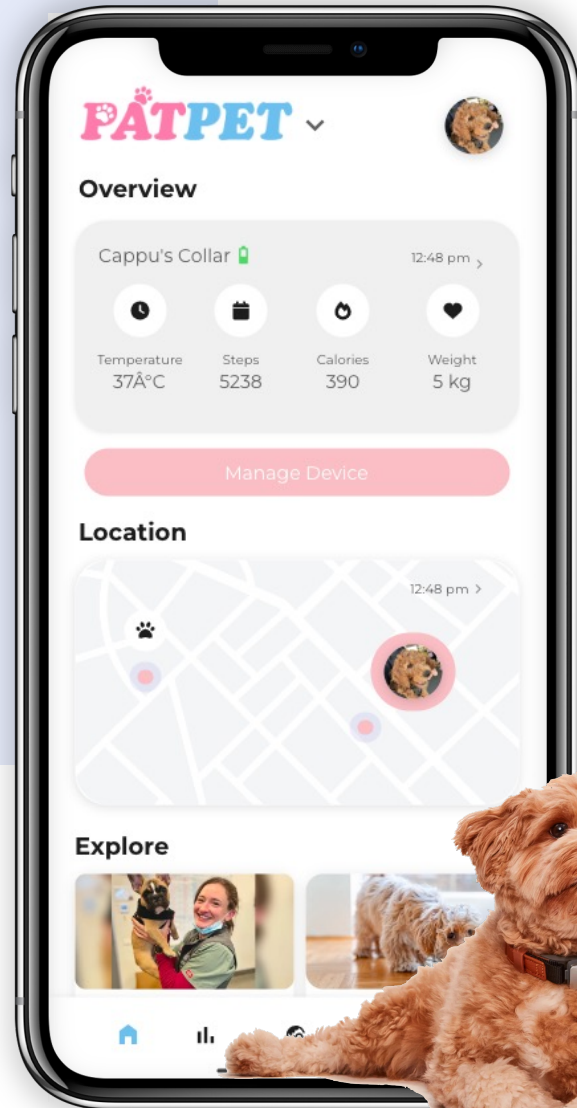 PATPET
Overview
Cappu's Collar
12:48 pm
Temperature
Steps
Calories
Weight
37Â°C
5238
390
5 kg
Manage Device
Location
12:48 pm
Explore